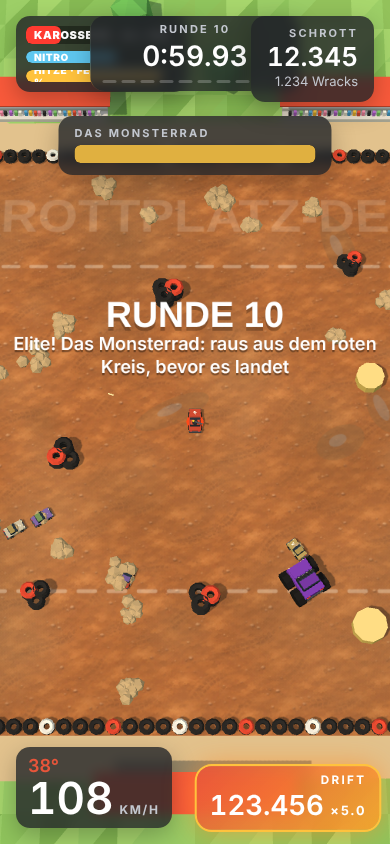 KAROSSE
NITRO
RUNDE 10
0:59.93
SCHROTT
12.345
1.234 Wracks
DAS MONSTERRAD
ROTTPLATZ DE
RUNDE 10
Elite! Das Monsterrad: raus aus dem roten
Kreis, bevor es landet
38°
108 KM/H
DRIFT
123.456 ×5.0